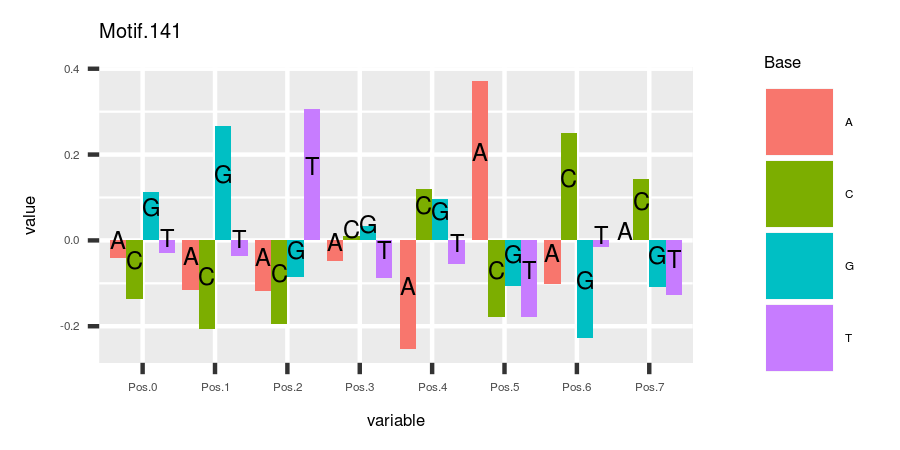 Motif.141
value
0.4
0.2
0.0
-0.2
A C G T A C G T A C G T A C G T A C G T A C G T A C G T A C G T
Pos.0 Pos.1 Pos.2 Pos.3 Pos.4 Pos.5 Pos.6 Pos.7
variable
Base
A
C
G
T